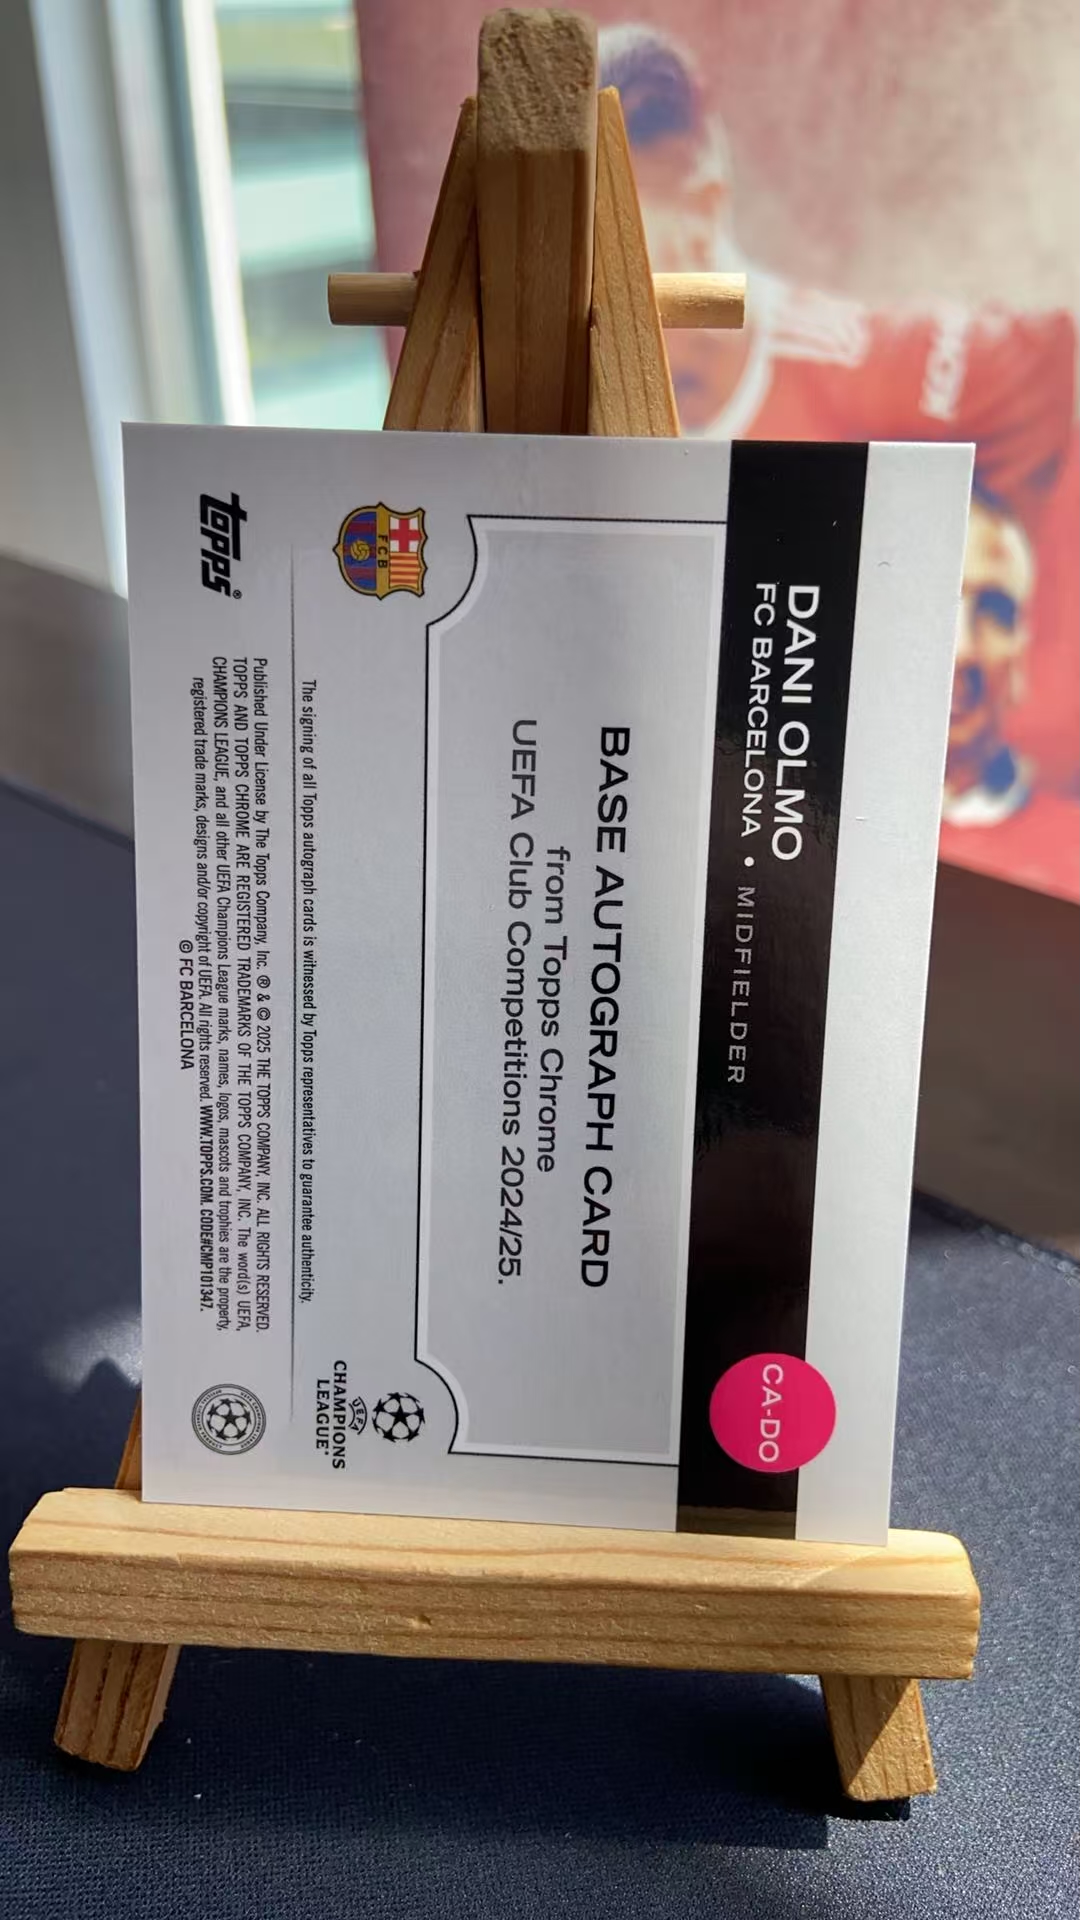 DANI OLMO
FC BARCELONA • MIDFIELDER
CA-DO
BASE AUTOGRAPH CARD
from Topps Chrome
UEFA Club Competitions 2024/25.
FCB
UEFA
CHAMPIONS
LEAGUE®
The signing of all Topps autograph cards is witnessed by Topps representatives to guarantee authenticity.
topps®
Published Under License by The Topps Company, Inc. ® & © 2025 THE TOPPS COMPANY, INC. ALL RIGHTS RESERVED.
TOPPS AND TOPPS CHROME ARE REGISTERED TRADEMARKS OF THE TOPPS COMPANY, INC. The word(s) UEFA,
CHAMPIONS LEAGUE, and all other UEFA Champions League marks, names, logos, mascots and trophies are the property,
registered trade marks, designs and/or copyright of UEFA. All rights reserved. WWW.TOPPS.COM. CODE#CMP101347.
© FC BARCELONA